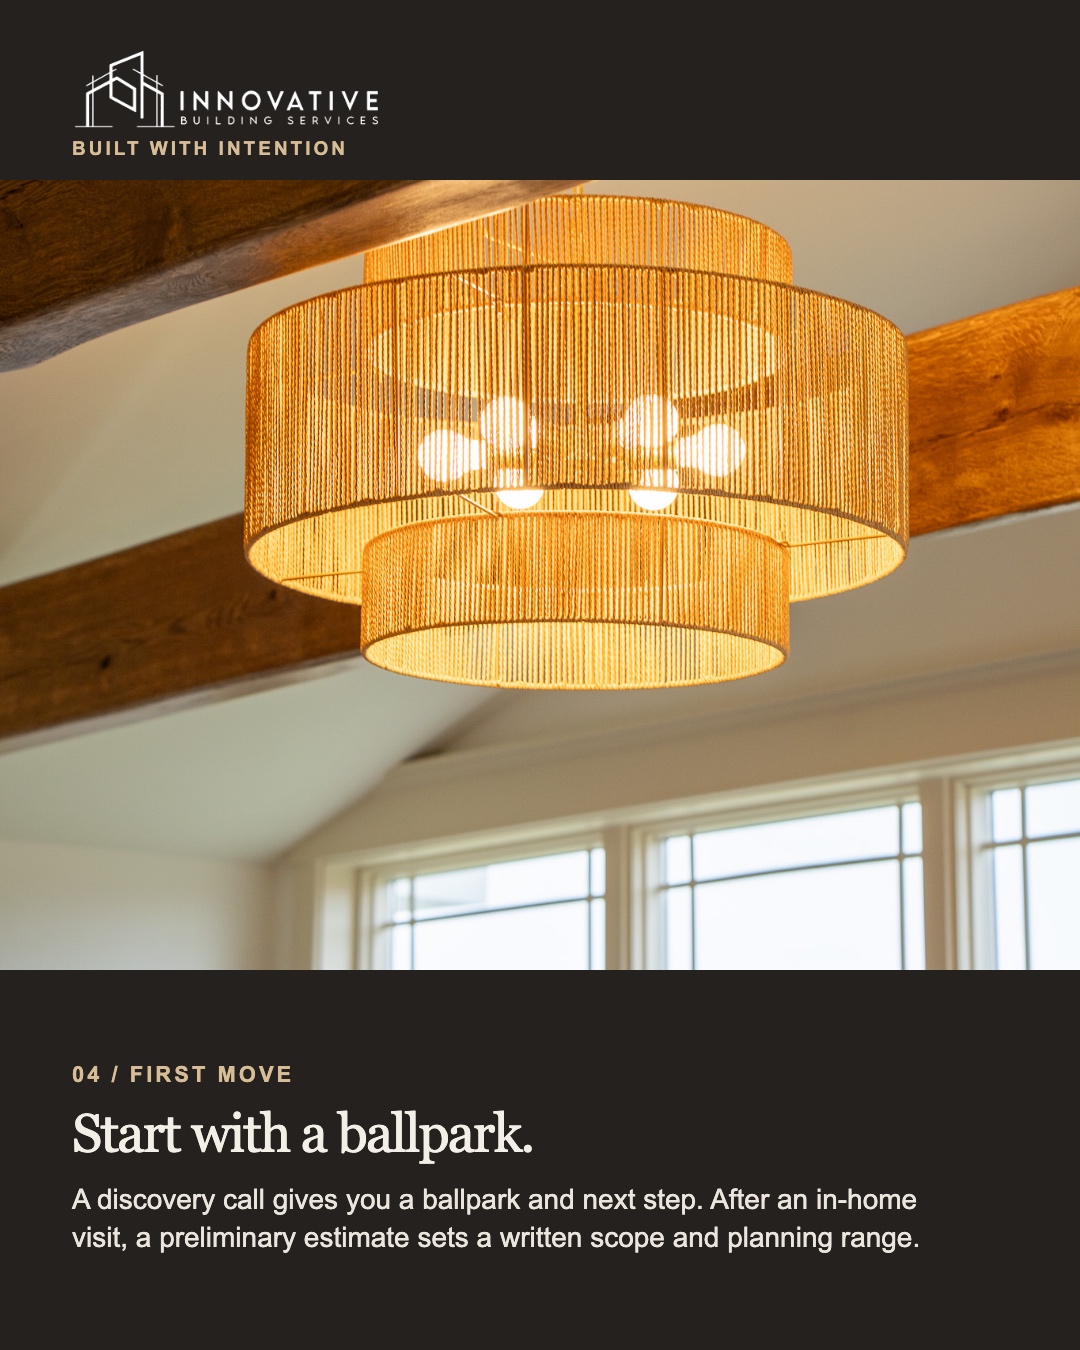 INNOVATIVE
BUILDING SERVICES
BUILT WITH INTENTION
04 / FIRST MOVE
Start with a ballpark.
A discovery call gives you a ballpark and next step. After an in-home
visit, a preliminary estimate sets a written scope and planning range.